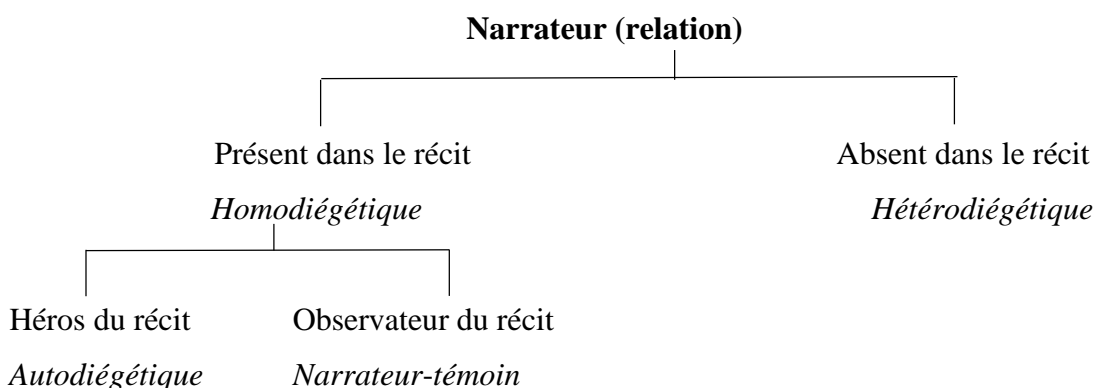 Narrateur (relation)
Présent dans le récit Absent dans le récit
Homodiégétique Hétérodiégétique
Héros du récit Observateur du récit
Autodiégétique Narrateur-témoin